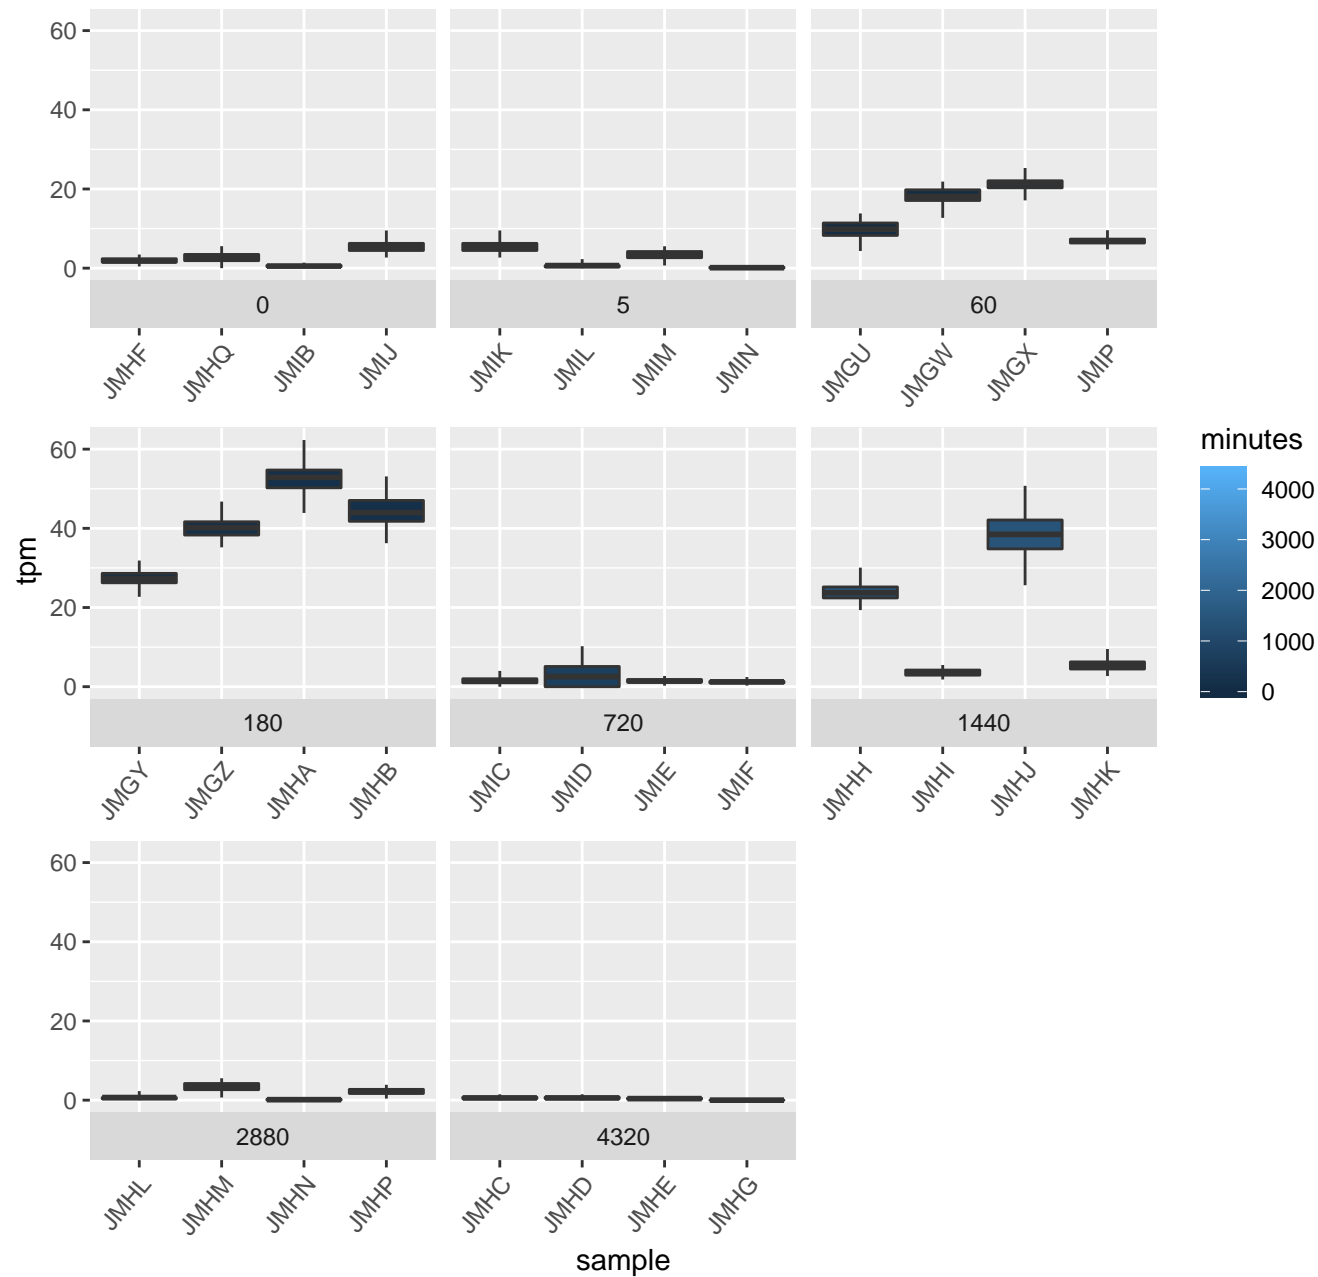 60
40
20
0
0 5 60
JMHF JMHQ JMIB JMIJ JMIK JMIL JMIM JMIN JMGU JMGW JMGX JMIP
tpm
60
40
20
0
180 720 1440
JMGY JMGZ JMHA JMHB JMIC JMID JMIE JMIF JMHH JMHI JMHJ JMHK
60
40
20
0
2880 4320
JMHL JMHM JMHN JMHP JMHC JMHD JMHE JMHG
sample
minutes
4000
3000
2000
1000
0